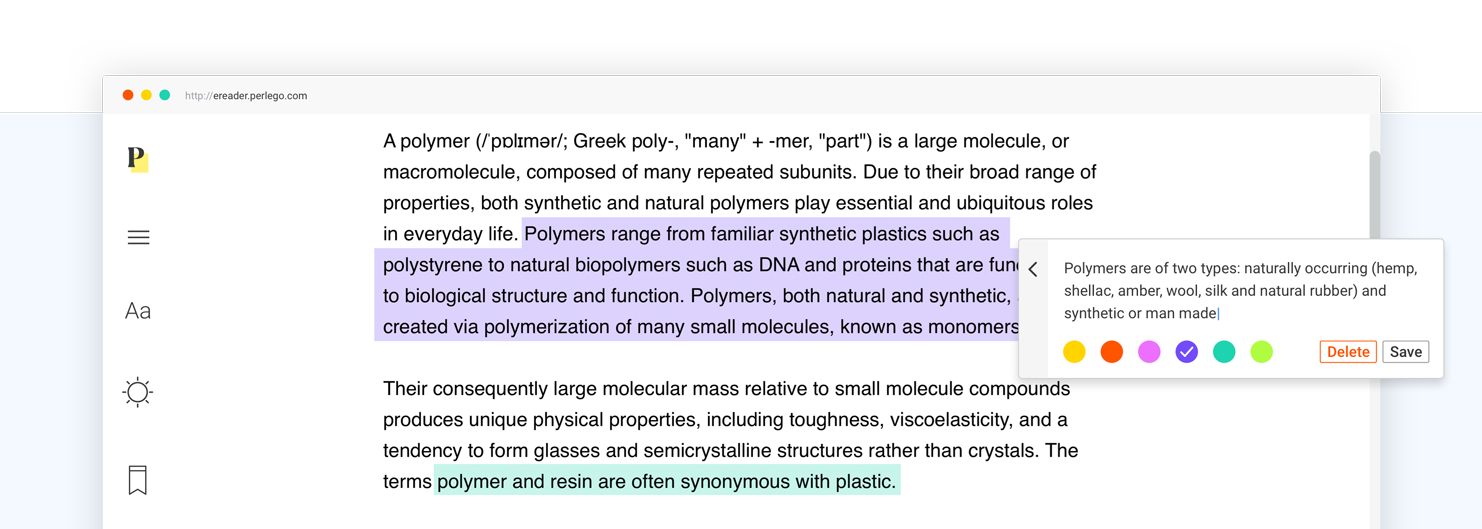 http://ereader.perlego.com
P
A polymer (/ˈpɒlɪmər/; Greek poly-, "many" + -mer, "part") is a large molecule, or
macromolecule, composed of many repeated subunits. Due to their broad range of
properties, both synthetic and natural polymers play essential and ubiquitous roles
in everyday life. Polymers range from familiar synthetic plastics such as
polystyrene to natural biopolymers such as DNA and proteins that are
to biological structure and function. Polymers, both natural and synthetic,
created via polymerization of many small molecules, known as monomers
Polymers are of two types: naturally occurring (hemp,
shellac, amber, wool, silk and natural rubber) and
synthetic or man made
Delete Save
Aa
Their consequently large molecular mass relative to small molecule compounds
produces unique physical properties, including toughness, viscoelasticity, and a
tendency to form glasses and semicrystalline structures rather than crystals. The
terms polymer and resin are often synonymous with plastic.